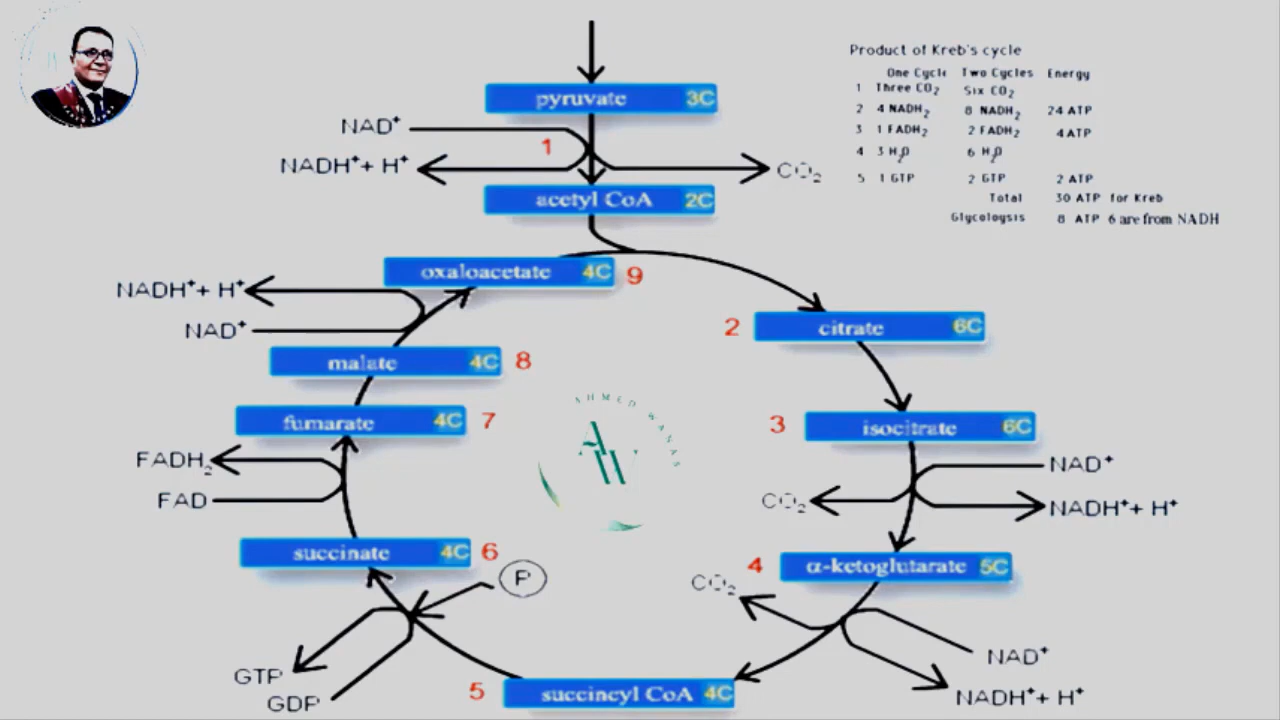 Product of Kreb's cycle
One Cycle Two Cycles Energy
1 Three CO₂ Six CO₂
2 4 NADH₂ 8 NADH₂ 24 ATP
3 1 FADH₂ 2 FADH₂ 4 ATP
4 3 H₂O 6 H₂O
5 1 GTP 2 GTP 2 ATP
Total 30 ATP for Kreb
Glycoloysis 8 ATP 6 are from NADH
pyruvate 3C
NAD⁺
1
NADH⁺+ H⁺
CO₂
acetyl CoA 2C
oxaloacetate 4C 9
NADH⁺+ H⁺
NAD⁺
2 citrate 6C
malate 4C 8
fumarate 4C 7
3 isocitrate 6C
AHMED WANAS
AW
FADH₂
FAD
NAD⁺
CO₂
NADH⁺+ H⁺
succinate 4C 6
4 α-ketoglutarate 5C
P
CO₂
GTP
GDP
NAD⁺
NADH⁺+ H⁺
5 succincyl CoA 4C